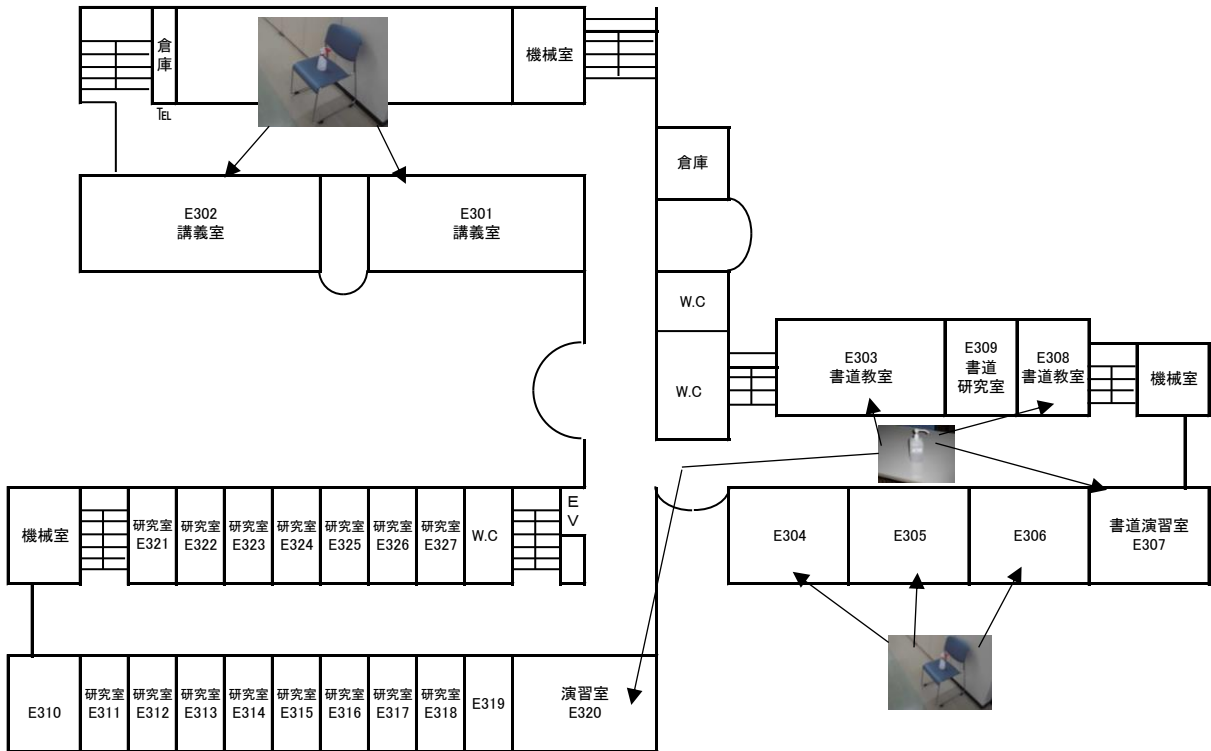 倉
庫
機械室
℡
倉庫
E302
講義室
E301
講義室
W.C
W.C
E303
書道教室
E309
書道
研究室
E308
書道教室
機械室
機械室
研究室
E321
研究室
E322
研究室
E323
研究室
E324
研究室
E325
研究室
E326
研究室
E327
W.C
E
V
E304
E305
E306
書道演習室
E307
E310
研究室
E311
研究室
E312
研究室
E313
研究室
E314
研究室
E315
研究室
E316
研究室
E317
研究室
E318
E319
演習室
E320